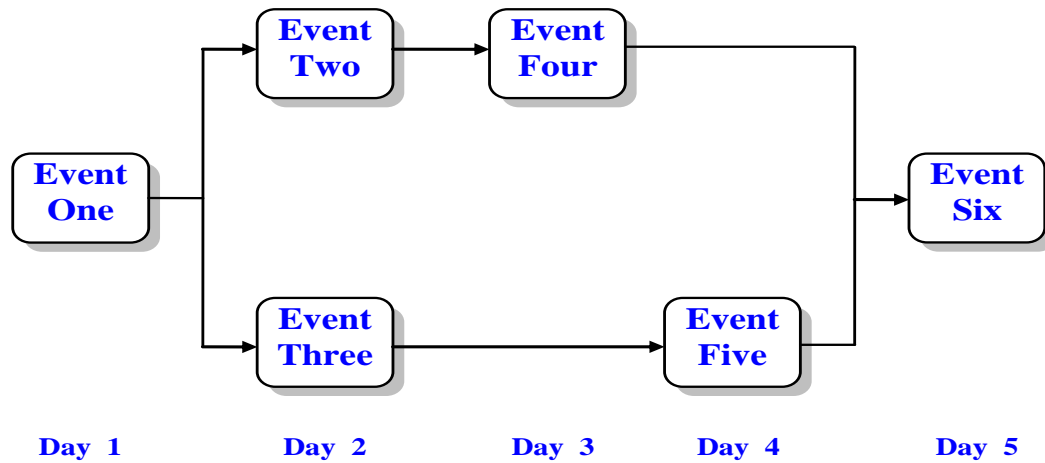 Event
Two
Event
Four
Event
One
Event
Six
Event
Three
Event
Five
Day 1
Day 2
Day 3
Day 4
Day 5